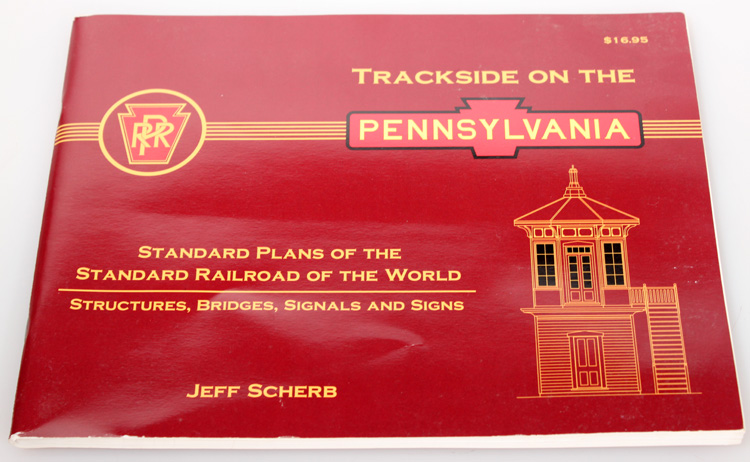 $16.95
TRACKSIDE ON THE
PENNSYLVANIA
PRR
STANDARD PLANS OF THE
STANDARD RAILROAD OF THE WORLD
STRUCTURES, BRIDGES, SIGNALS AND SIGNS
JEFF SCHERB